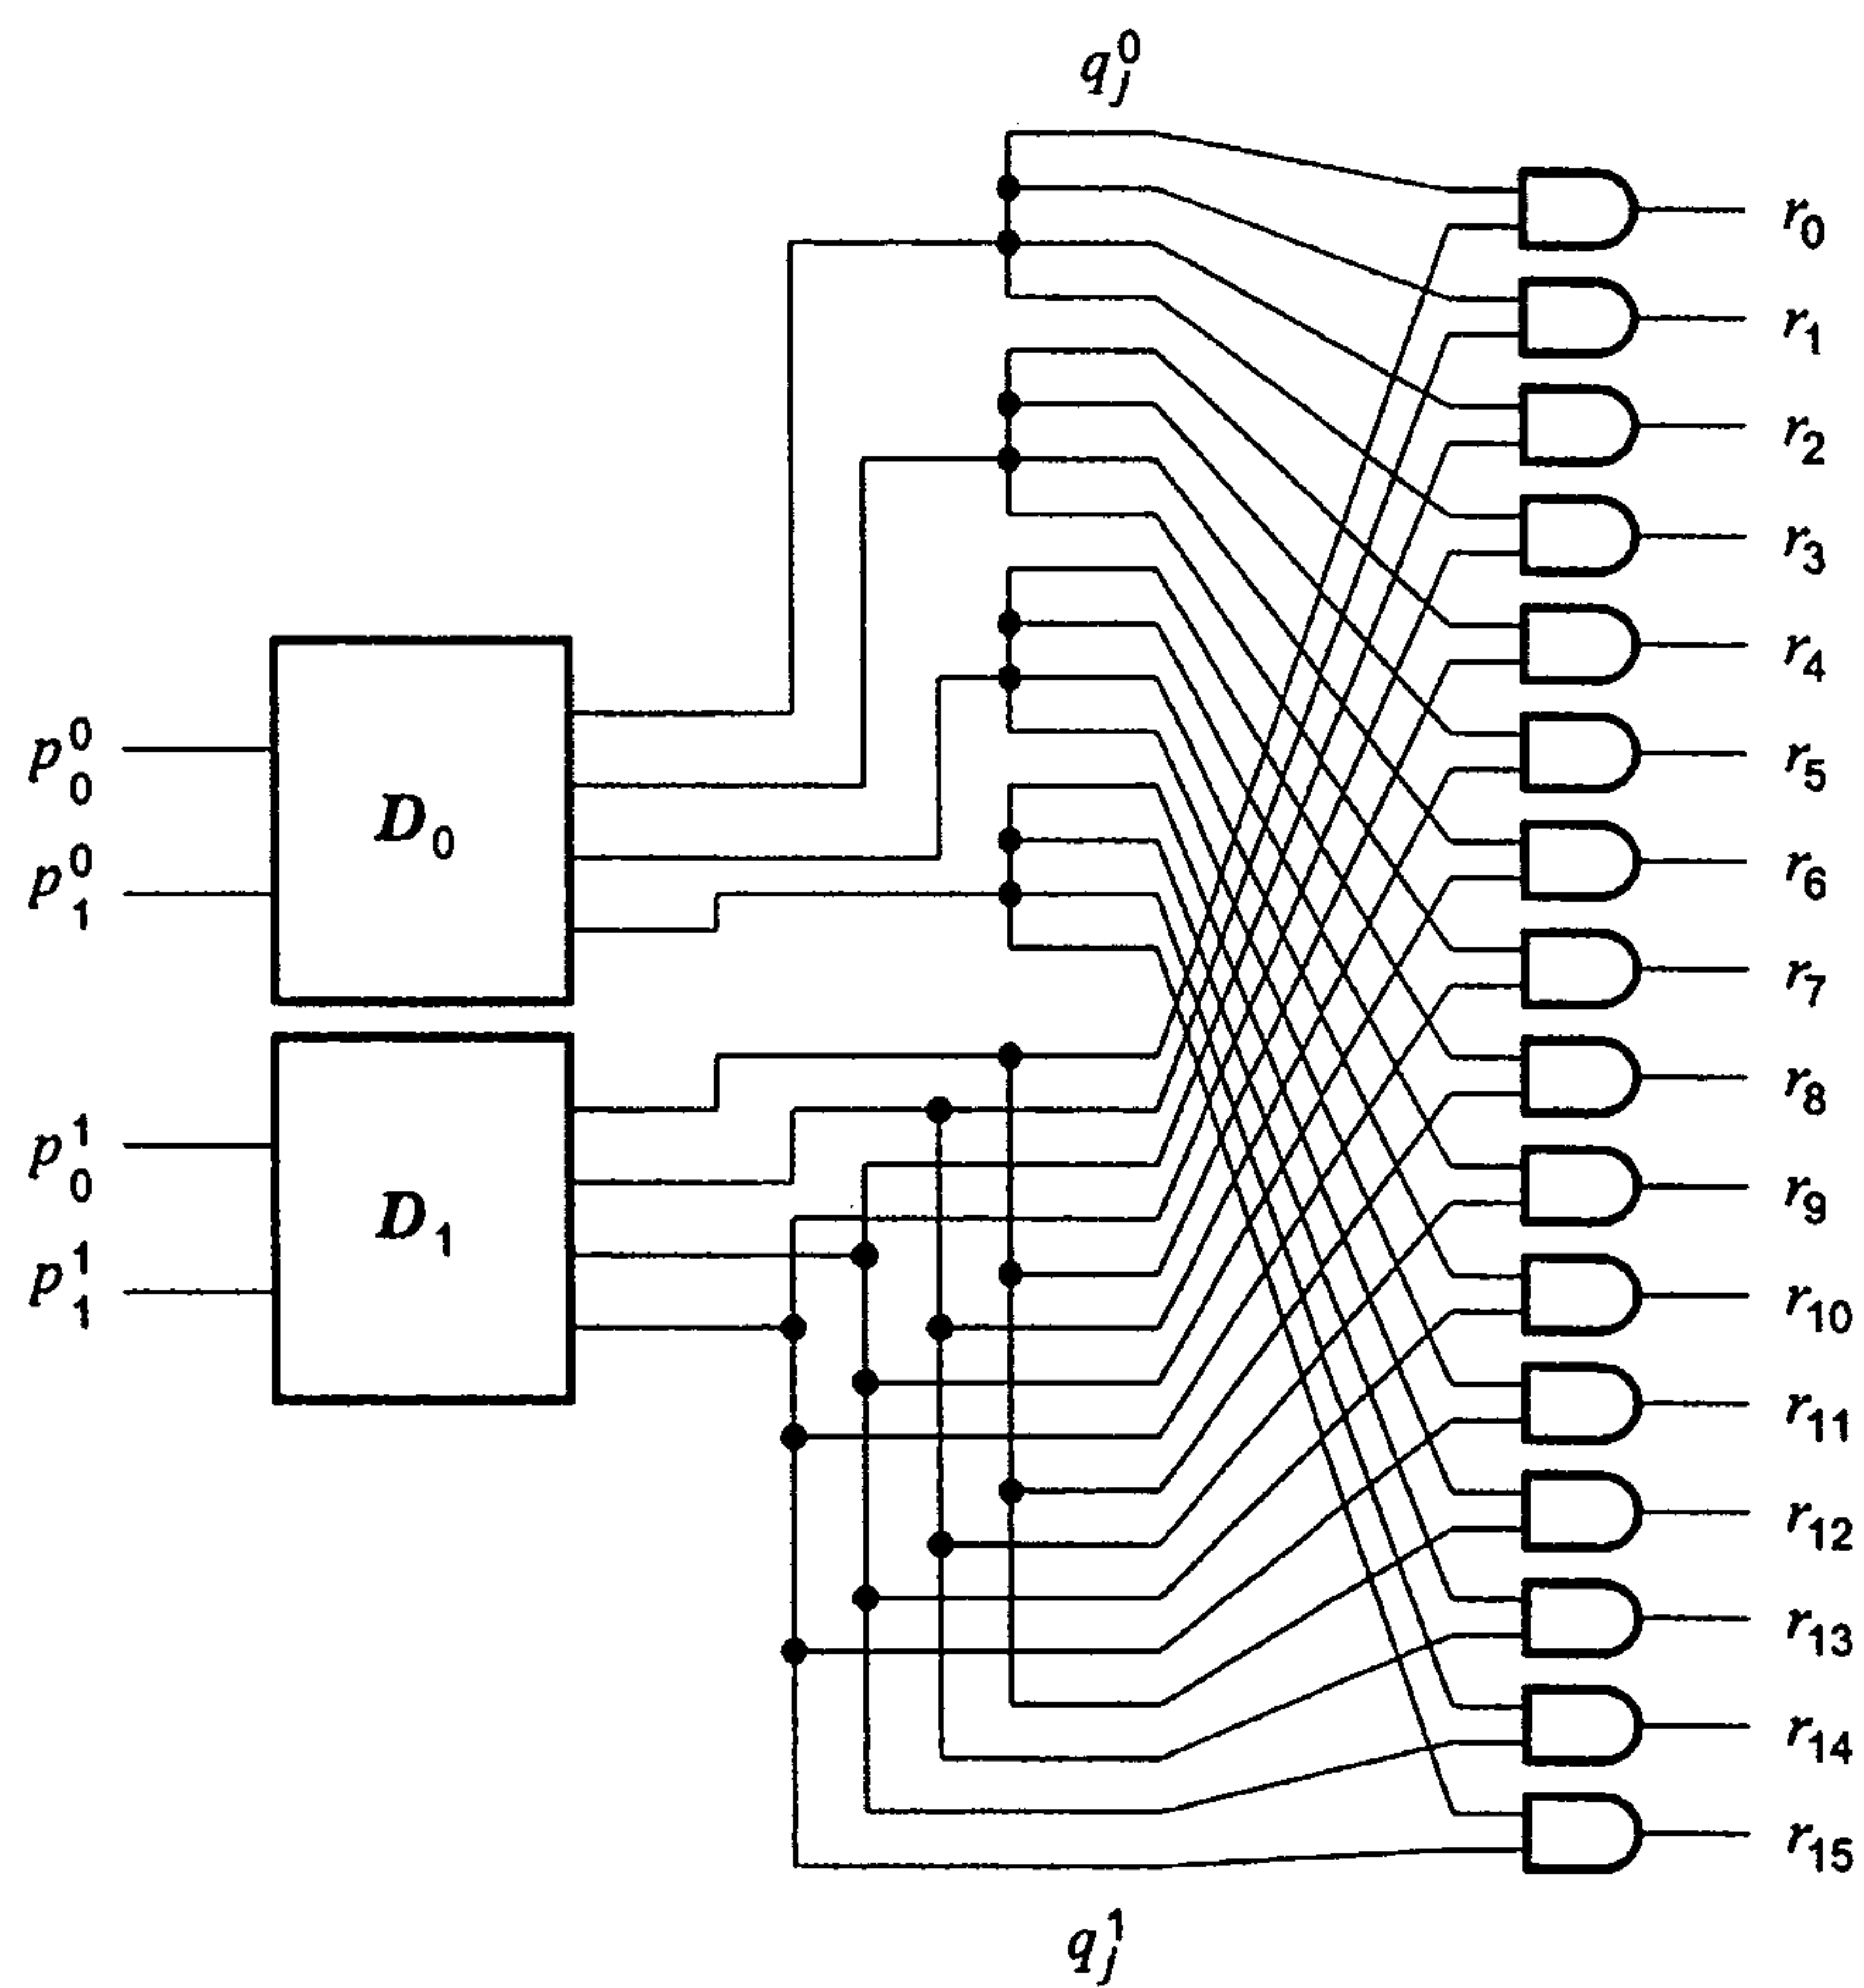 q_j^0
r_0
r_1
r_2
r_3
r_4
r_5
r_6
r_7
r_8
r_9
r_10
r_11
r_12
r_13
r_14
r_15
p_0^0
D_0
p_1^0
p_0^1
D_1
p_1^1
q_j^1